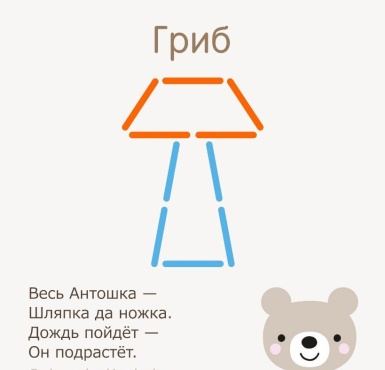 Гриб
Весь Антошка —
Шляпка да ножка.
Дождь пойдёт —
Он подрастёт.